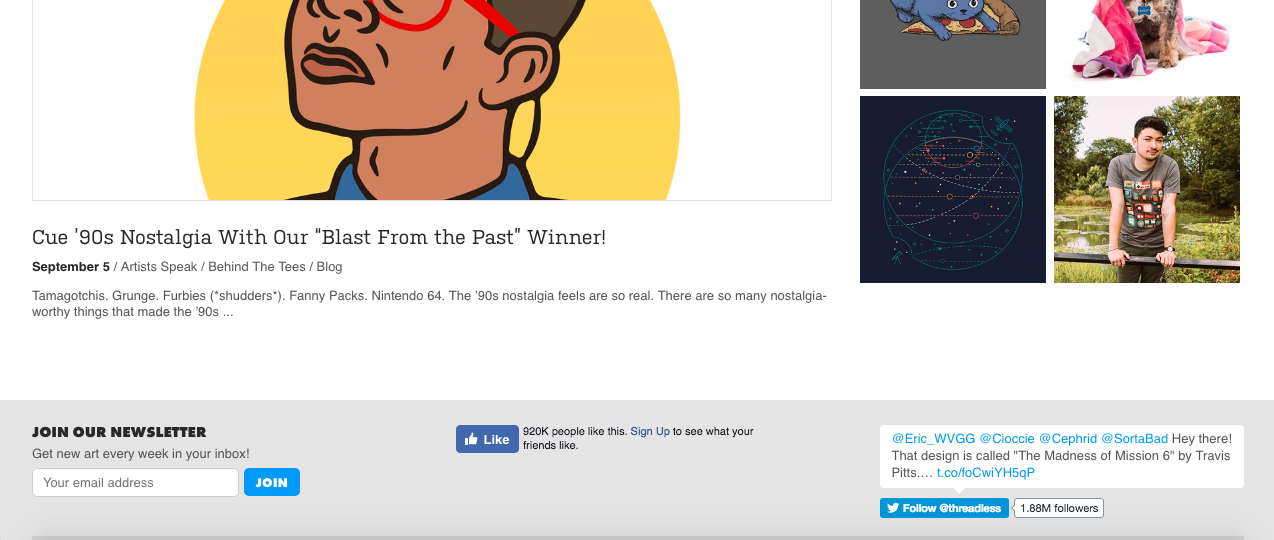 Cue '90s Nostalgia With Our “Blast From the Past” Winner!
September 5 / Artists Speak / Behind The Tees / Blog
Tamagotchis. Grunge. Furbies (*shudders*). Fanny Packs. Nintendo 64. The '90s nostalgia feels are so real. There are so many nostalgia-
worthy things that made the '90s ...
JOIN OUR NEWSLETTER
Get new art every week in your inbox!
Your email address
JOIN
Like
920K people like this. Sign Up to see what your
friends like.
@Eric_WVGG @Cioccie @Cephrid @SortaBad Hey there!
That design is called "The Madness of Mission 6" by Travis
Pitts.… t.co/foCwiYH5qP
Follow @threadless
1.88M followers